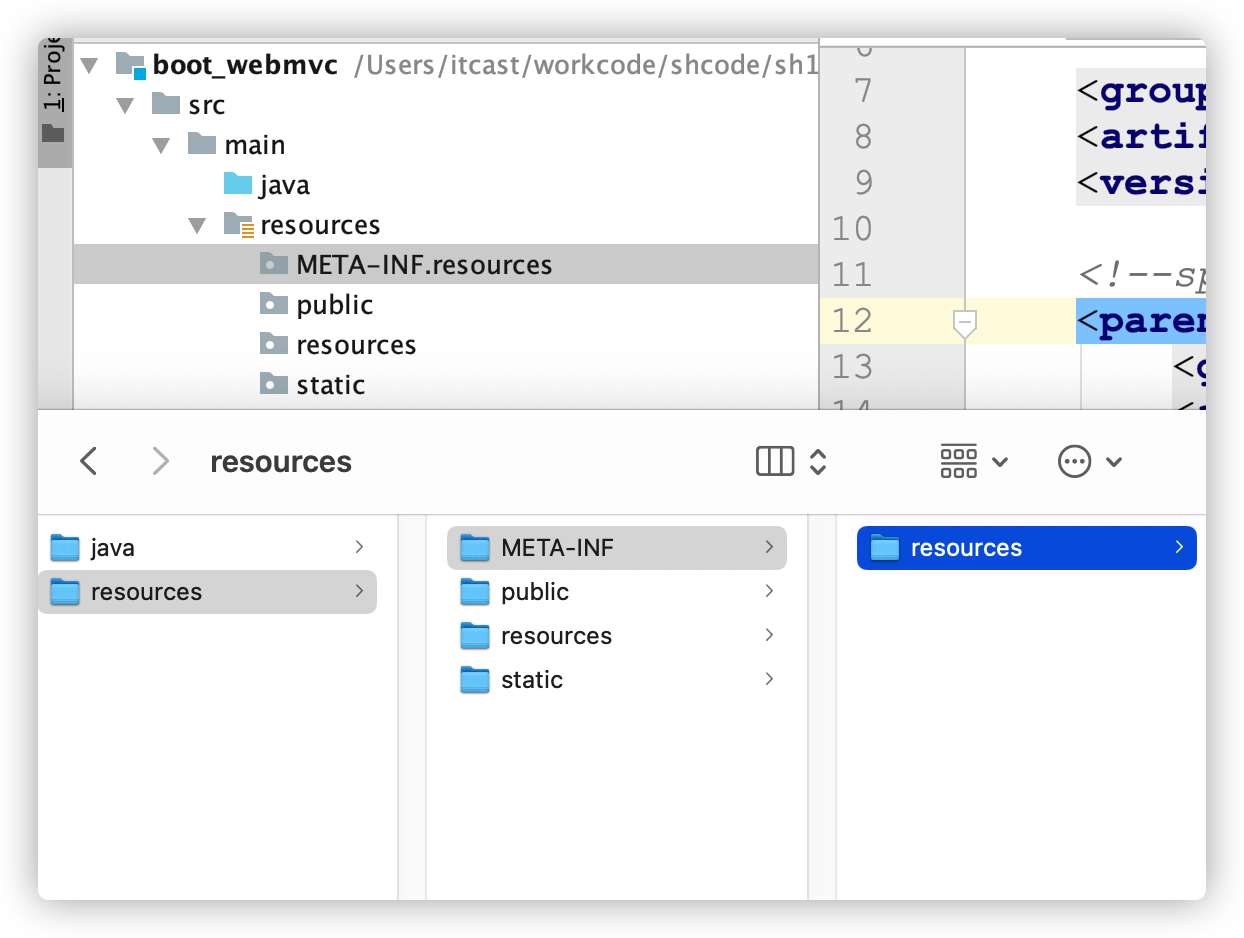 1: Proje
boot_webmvc /Users/itcast/workcode/shcode/sh1
src
main
java
resources
META-INF.resources
public
resources
static
7 <group
8 <artif
9 <versi
10
11 <!--sp
12 <paren
13 <g
14
resources
java
resources
META-INF
public
resources
static
resources